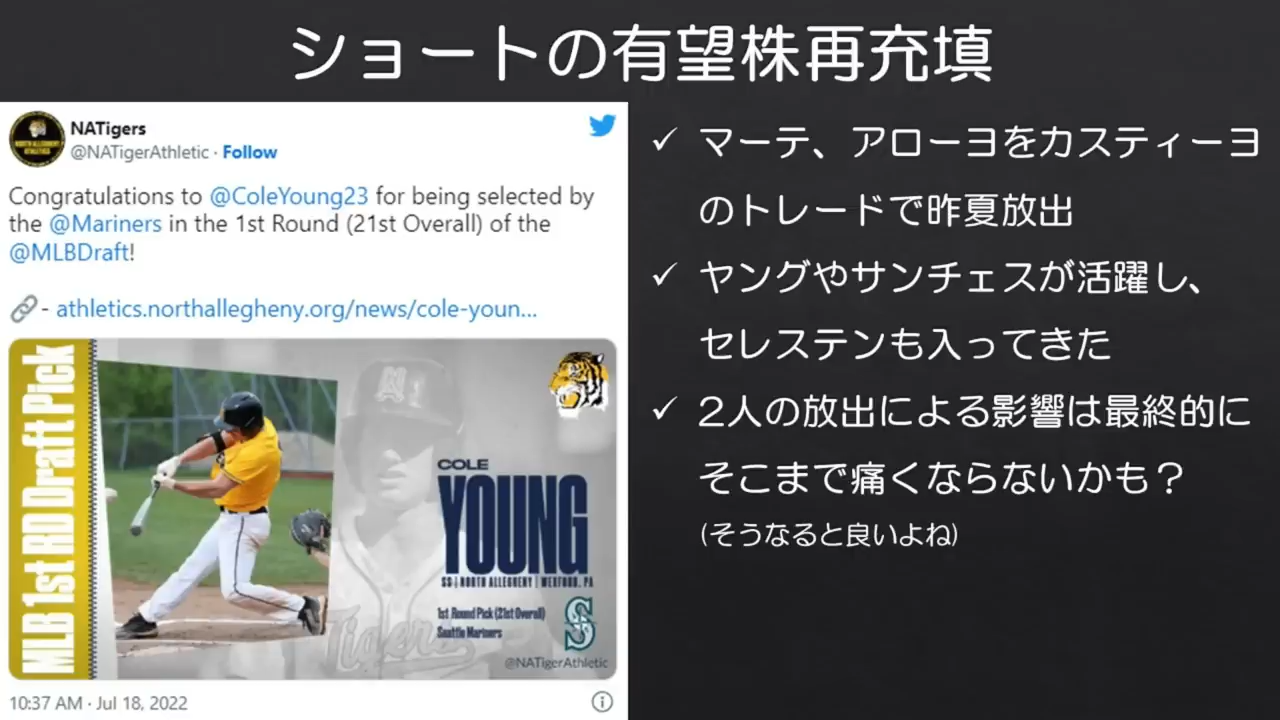 ショートの有望株再充填
NATigers
@NATigerAthletic · Follow
Congratulations to @ColeYoung23 for being selected by
the @Mariners in the 1st Round (21st Overall) of the
@MLBDraft!
- athletics.northallegheny.org/news/cole-youn...
MLB 1st RD Draft Pick
COLE
YOUNG
SS | NORTH ALLEGHENY | WEXFORD, PA
1st Round Pick (21st Overall)
Seattle Mariners
Tigers
@NATigerAthletic
10:37 AM · Jul 18, 2022
✓ マーテ、アローヨをカスティーヨ
のトレードで昨夏放出
✓ ヤングやサンチェスが活躍し、
セレステンも入ってきた
✓ 2人の放出による影響は最終的に
そこまで痛くならないかも？
(そうなると良いよね)